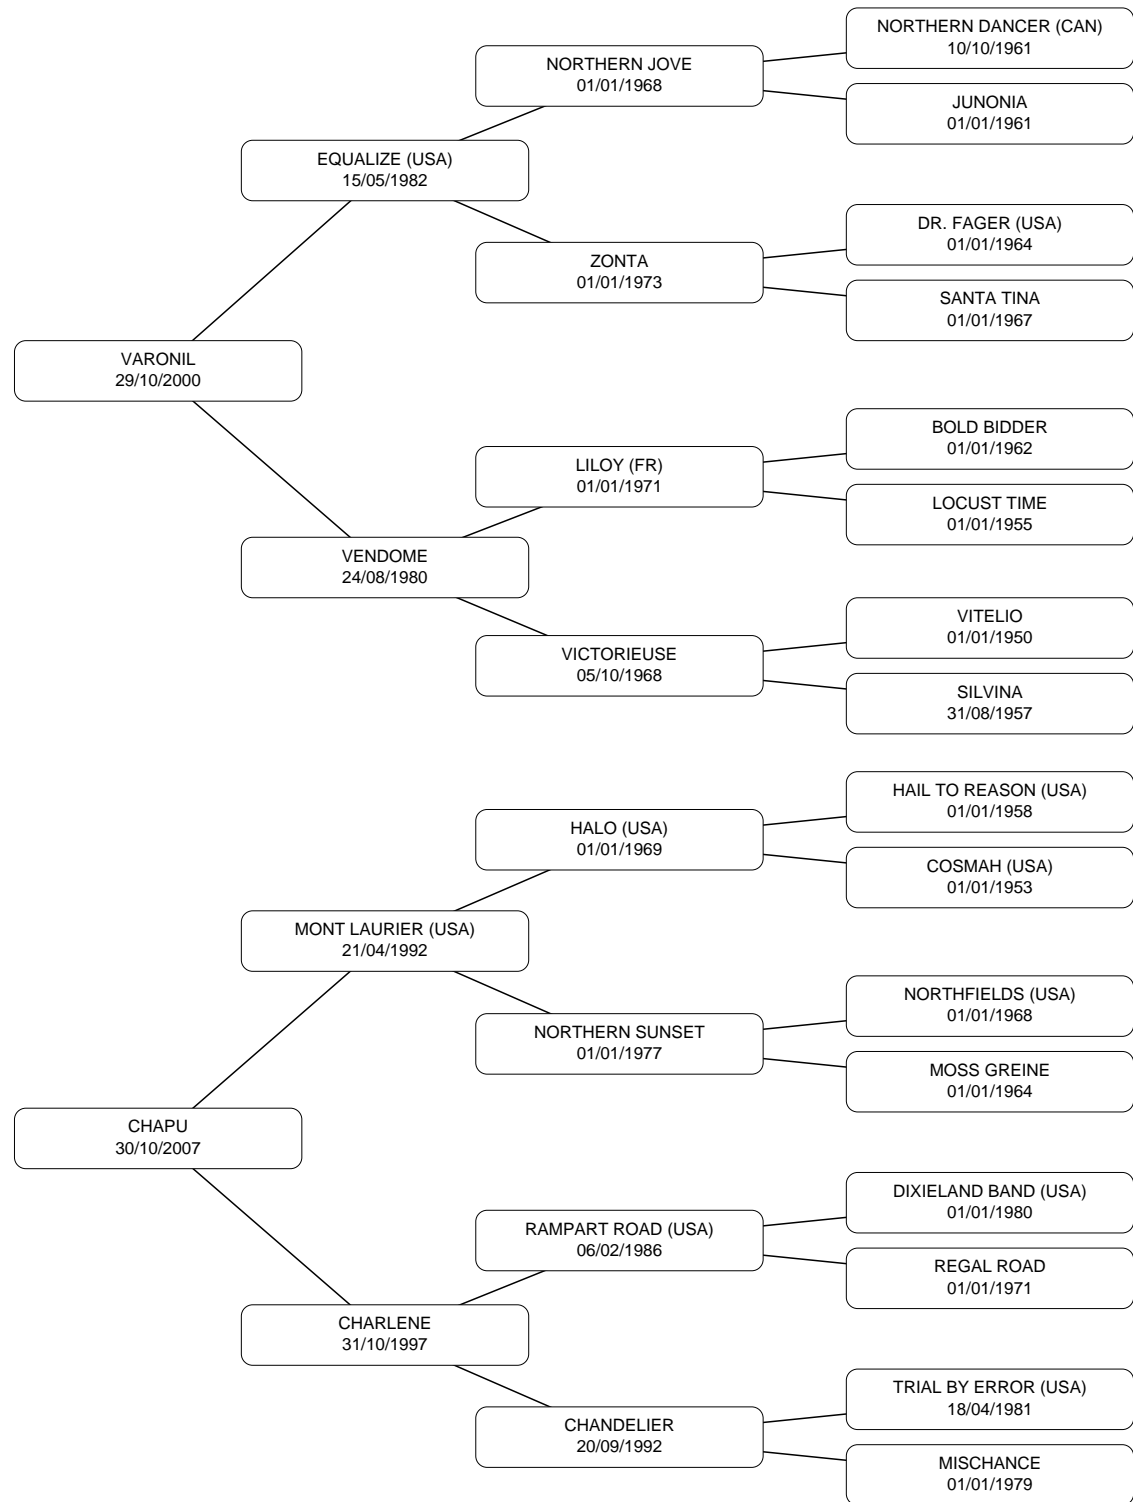 NORTHERN DANCER (CAN)
10/10/1961
NORTHERN JOVE
01/01/1968
JUNONIA
01/01/1961
EQUALIZE (USA)
15/05/1982
DR. FAGER (USA)
01/01/1964
ZONTA
01/01/1973
SANTA TINA
01/01/1967
VARONIL
29/10/2000
BOLD BIDDER
01/01/1962
LILOY (FR)
01/01/1971
LOCUST TIME
01/01/1955
VENDOME
24/08/1980
VITELIO
01/01/1950
VICTORIEUSE
05/10/1968
SILVINA
31/08/1957
HAIL TO REASON (USA)
01/01/1958
HALO (USA)
01/01/1969
COSMAH (USA)
01/01/1953
MONT LAURIER (USA)
21/04/1992
NORTHFIELDS (USA)
01/01/1968
NORTHERN SUNSET
01/01/1977
MOSS GREINE
01/01/1964
CHAPU
30/10/2007
DIXIELAND BAND (USA)
01/01/1980
RAMPART ROAD (USA)
06/02/1986
REGAL ROAD
01/01/1971
CHARLENE
31/10/1997
TRIAL BY ERROR (USA)
18/04/1981
CHANDELIER
20/09/1992
MISCHANCE
01/01/1979